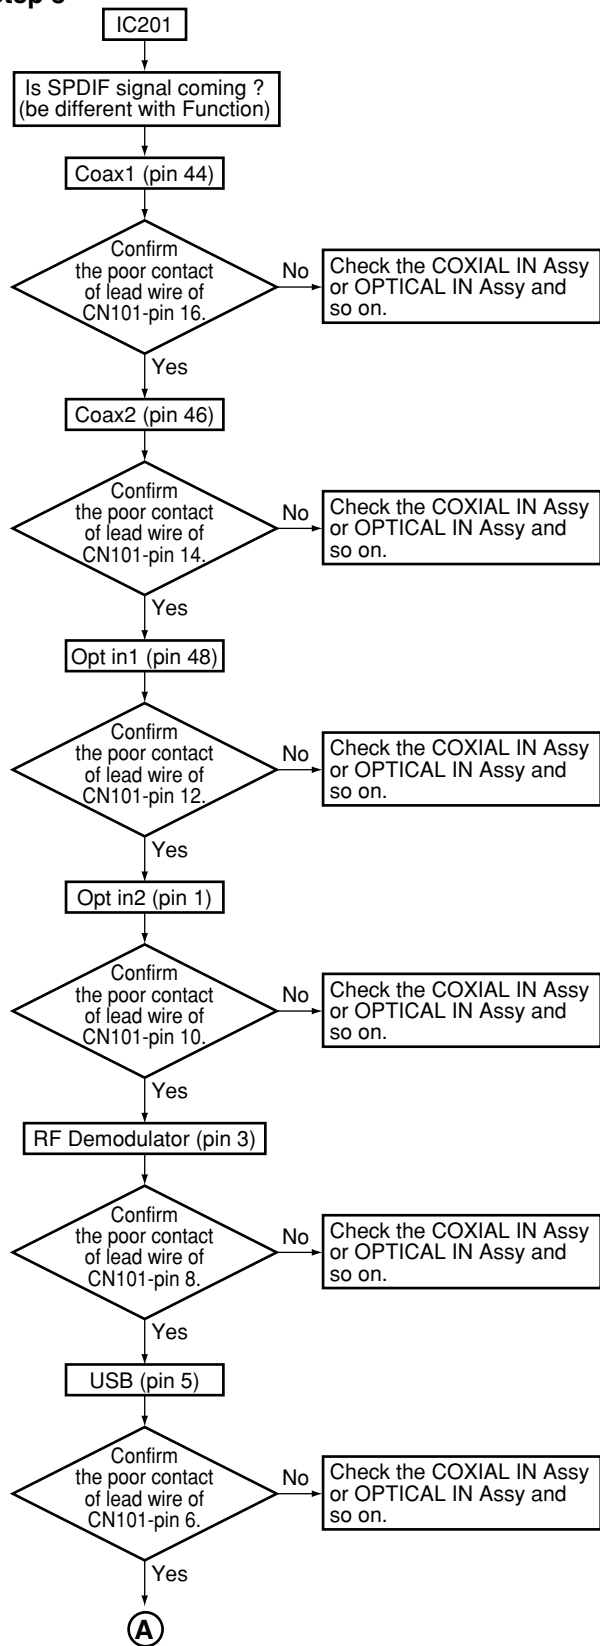 IC201
Is SPDIF signal coming ?
(be different with Function)
Coax1 (pin 44)
Confirm
the poor contact
of lead wire of
CN101-pin 16.
No
Check the COXIAL IN Assy
or OPTICAL IN Assy and
so on.
Yes
Coax2 (pin 46)
Confirm
the poor contact
of lead wire of
CN101-pin 14.
No
Check the COXIAL IN Assy
or OPTICAL IN Assy and
so on.
Yes
Opt in1 (pin 48)
Confirm
the poor contact
of lead wire of
CN101-pin 12.
No
Check the COXIAL IN Assy
or OPTICAL IN Assy and
so on.
Yes
Opt in2 (pin 1)
Confirm
the poor contact
of lead wire of
CN101-pin 10.
No
Check the COXIAL IN Assy
or OPTICAL IN Assy and
so on.
Yes
RF Demodulator (pin 3)
Confirm
the poor contact
of lead wire of
CN101-pin 8.
No
Check the COXIAL IN Assy
or OPTICAL IN Assy and
so on.
Yes
USB (pin 5)
Confirm
the poor contact
of lead wire of
CN101-pin 6.
No
Check the COXIAL IN Assy
or OPTICAL IN Assy and
so on.
Yes
A